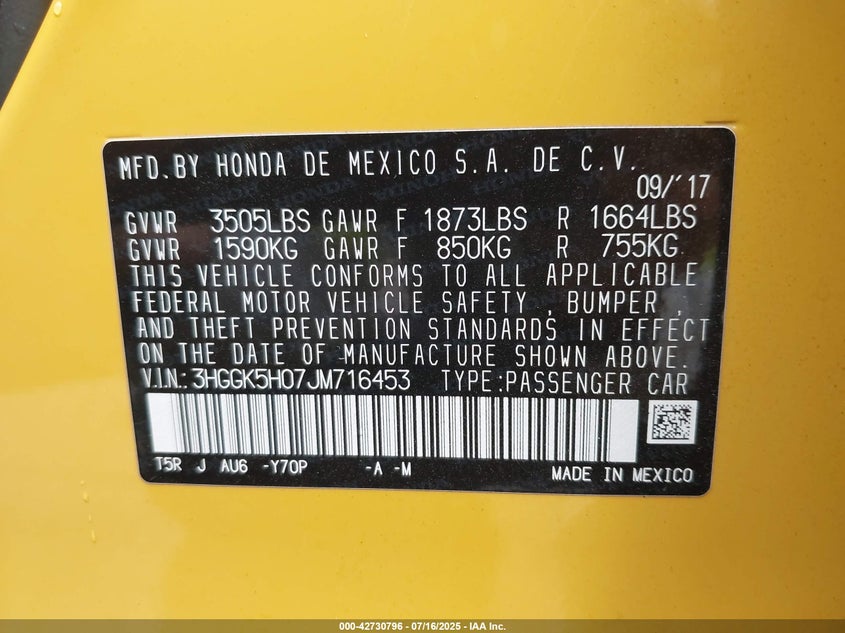 MFD.BY HONDA DE MEXICO S.A. DE C.V.
09/'17
GVWR 3505LBS GAWR F 1873LBS R 1664LBS
GVWR 1590KG GAWR F 850KG R 755KG
THIS VEHICLE CONFORMS TO ALL APPLICABLE
FEDERAL MOTOR VEHICLE SAFETY , BUMPER ,
AND THEFT PREVENTION STANDARDS IN EFFECT
ON THE DATE OF MANUFACTURE SHOWN ABOVE.
V.I.N.: 3HGGK5H07JM716453 TYPE:PASSENGER CAR
T5R J AU6 -Y70P -A -M
MADE IN MEXICO
000-42730796 - 07/16/2025 - IAA Inc.